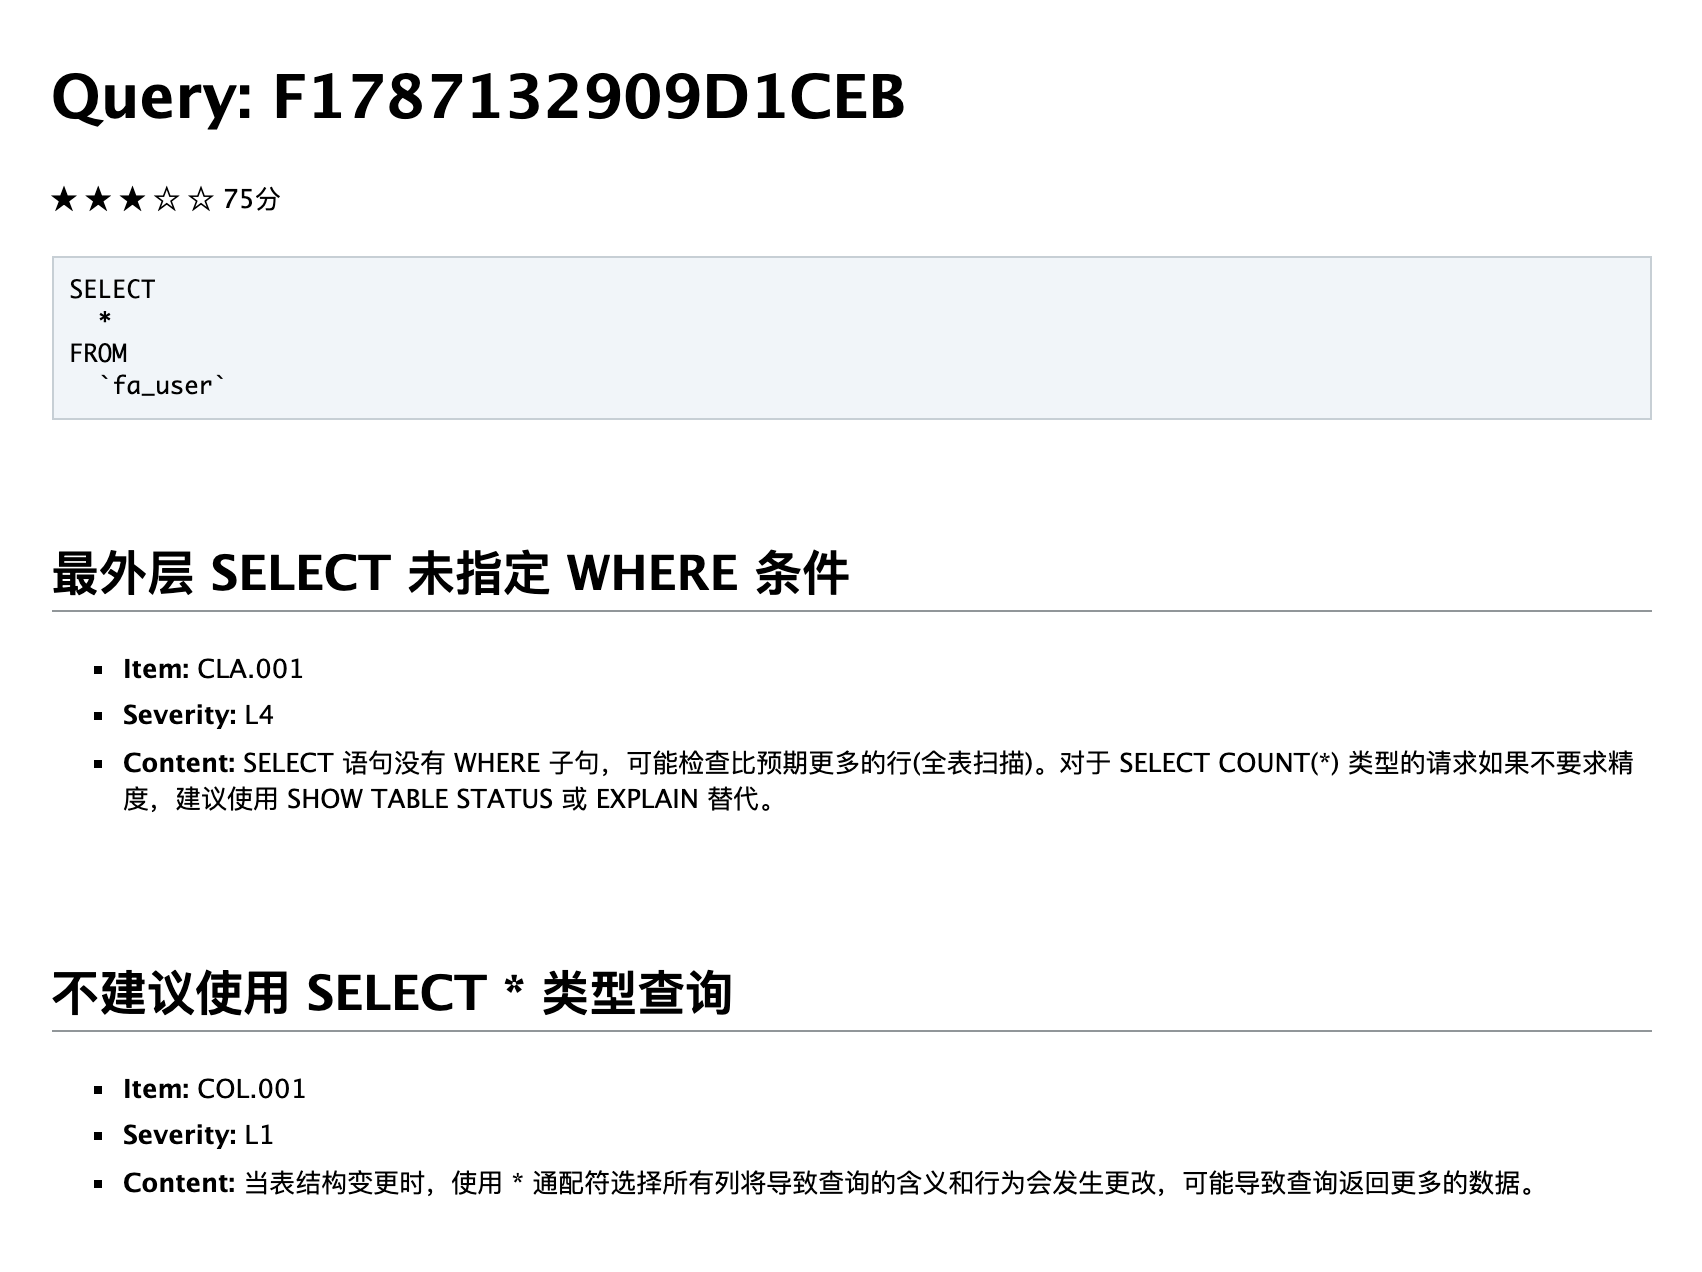 Query: F1787132909D1CEB
★ ★ ★ ☆ ☆ 75分
SELECT
*
FROM
`fa_user`
最外层 SELECT 未指定 WHERE 条件
Item: CLA.001
Severity: L4
Content: SELECT 语句没有 WHERE 子句，可能检查比预期更多的行(全表扫描)。对于 SELECT COUNT(*) 类型的请求如果不要求精
度，建议使用 SHOW TABLE STATUS 或 EXPLAIN 替代。
不建议使用 SELECT * 类型查询
Item: COL.001
Severity: L1
Content: 当表结构变更时，使用 * 通配符选择所有列将导致查询的含义和行为会发生更改，可能导致查询返回更多的数据。